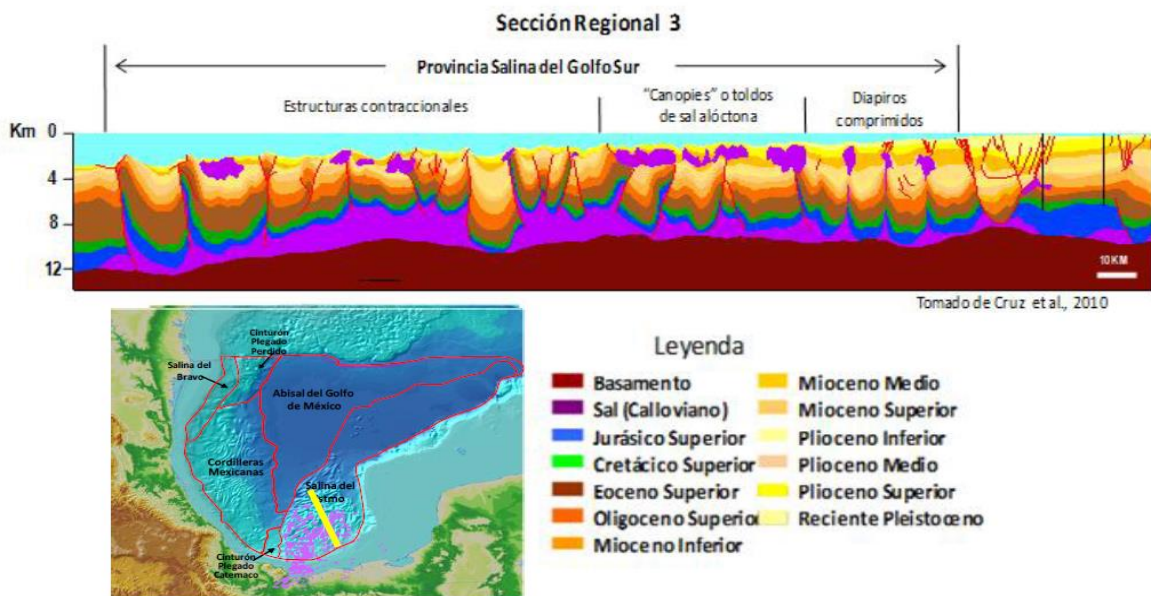 Sección Regional 3
Provincia Salina del Golfo Sur
Estructuras contraccionales
"Canopies" o toldos
de sal alóctona
Diapiros
comprimidos
Km 0
4
8
12
10 KM
Tomado de Cruz et al., 2010
Cinturón
Plegado
Perdido
Salina del
Bravo
Abisal del Golfo
de México
Cordilleras
Mexicanas
Salina del
Istmo
Cinturón
Plegado
Catemaco
Leyenda
Basamento
Sal (Calloviano)
Jurásico Superior
Cretácico Superior
Eoceno Superior
Oligoceno Superior
Mioceno Inferior
Mioceno Medio
Mioceno Superior
Plioceno Inferior
Plioceno Medio
Plioceno Superior
Reciente Pleistoceno